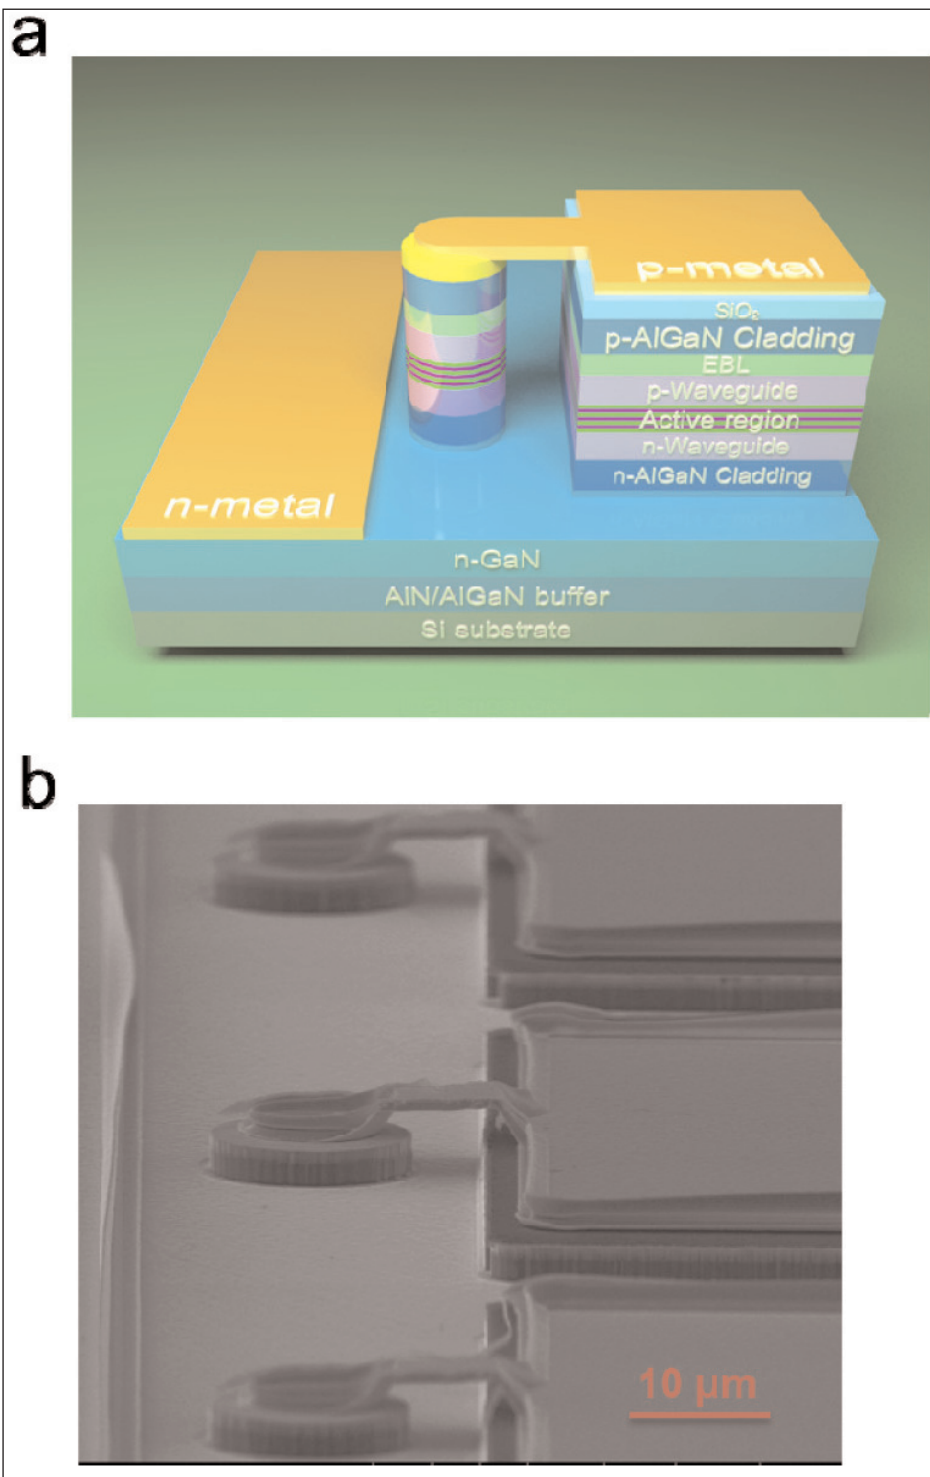 a
p-metal
SiO₂
p-AlGaN Cladding
EBL
p-Waveguide
Active region
n-Waveguide
n-AlGaN Cladding
n-metal
n-GaN
AlN/AlGaN buffer
Si substrate
b
10 μm